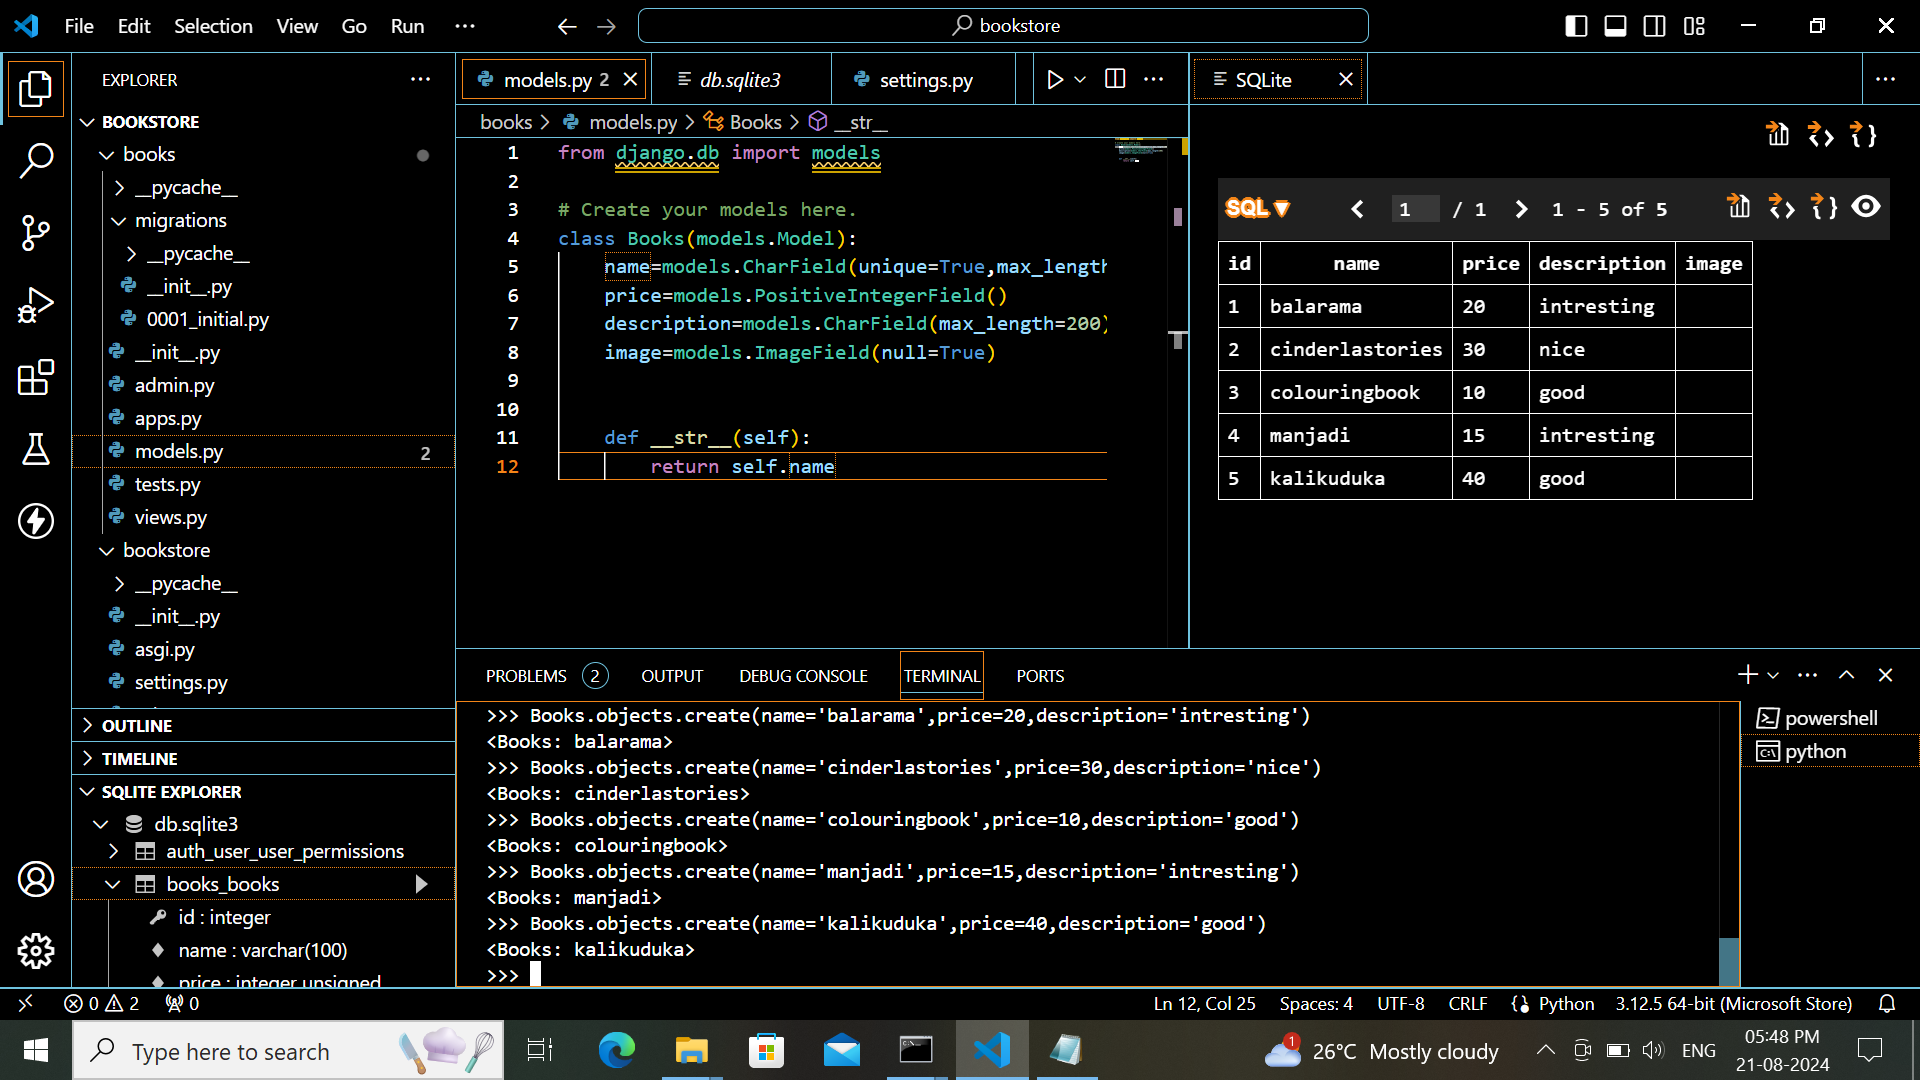 File Edit Selection View Go Run ··· bookstore
EXPLORER ···
BOOKSTORE
books
__pycache__
migrations
__pycache__
__init__.py
0001_initial.py
__init__.py
admin.py
apps.py
models.py 2
tests.py
views.py
bookstore
__pycache__
__init__.py
asgi.py
settings.py
OUTLINE
TIMELINE
SQLITE EXPLORER
db.sqlite3
auth_user_user_permissions
books_books
id : integer
name : varchar(100)
price : integer unsigned
models.py 2 db.sqlite3 settings.py
books > models.py > Books > __str__
1 from django.db import models
2
3 # Create your models here.
4 class Books(models.Model):
5 name=models.CharField(unique=True,max_length
6 price=models.PositiveIntegerField()
7 description=models.CharField(max_length=200)
8 image=models.ImageField(null=True)
9
10
11 def __str__(self):
12 return self.name
SQLite
SQL ▼ < 1 / 1 > 1 - 5 of 5
id name price description image
1 balarama 20 intresting
2 cinderlastories 30 nice
3 colouringbook 10 good
4 manjadi 15 intresting
5 kalikuduka 40 good
PROBLEMS 2 OUTPUT DEBUG CONSOLE TERMINAL PORTS
>>> Books.objects.create(name='balarama',price=20,description='intresting')
<Books: balarama>
>>> Books.objects.create(name='cinderlastories',price=30,description='nice')
<Books: cinderlastories>
>>> Books.objects.create(name='colouringbook',price=10,description='good')
<Books: colouringbook>
>>> Books.objects.create(name='manjadi',price=15,description='intresting')
<Books: manjadi>
>>> Books.objects.create(name='kalikuduka',price=40,description='good')
<Books: kalikuduka>
>>>
powershell
python
0 2 0 Ln 12, Col 25 Spaces: 4 UTF-8 CRLF Python 3.12.5 64-bit (Microsoft Store)
Type here to search 1 26°C Mostly cloudy ENG 05:48 PM
21-08-2024